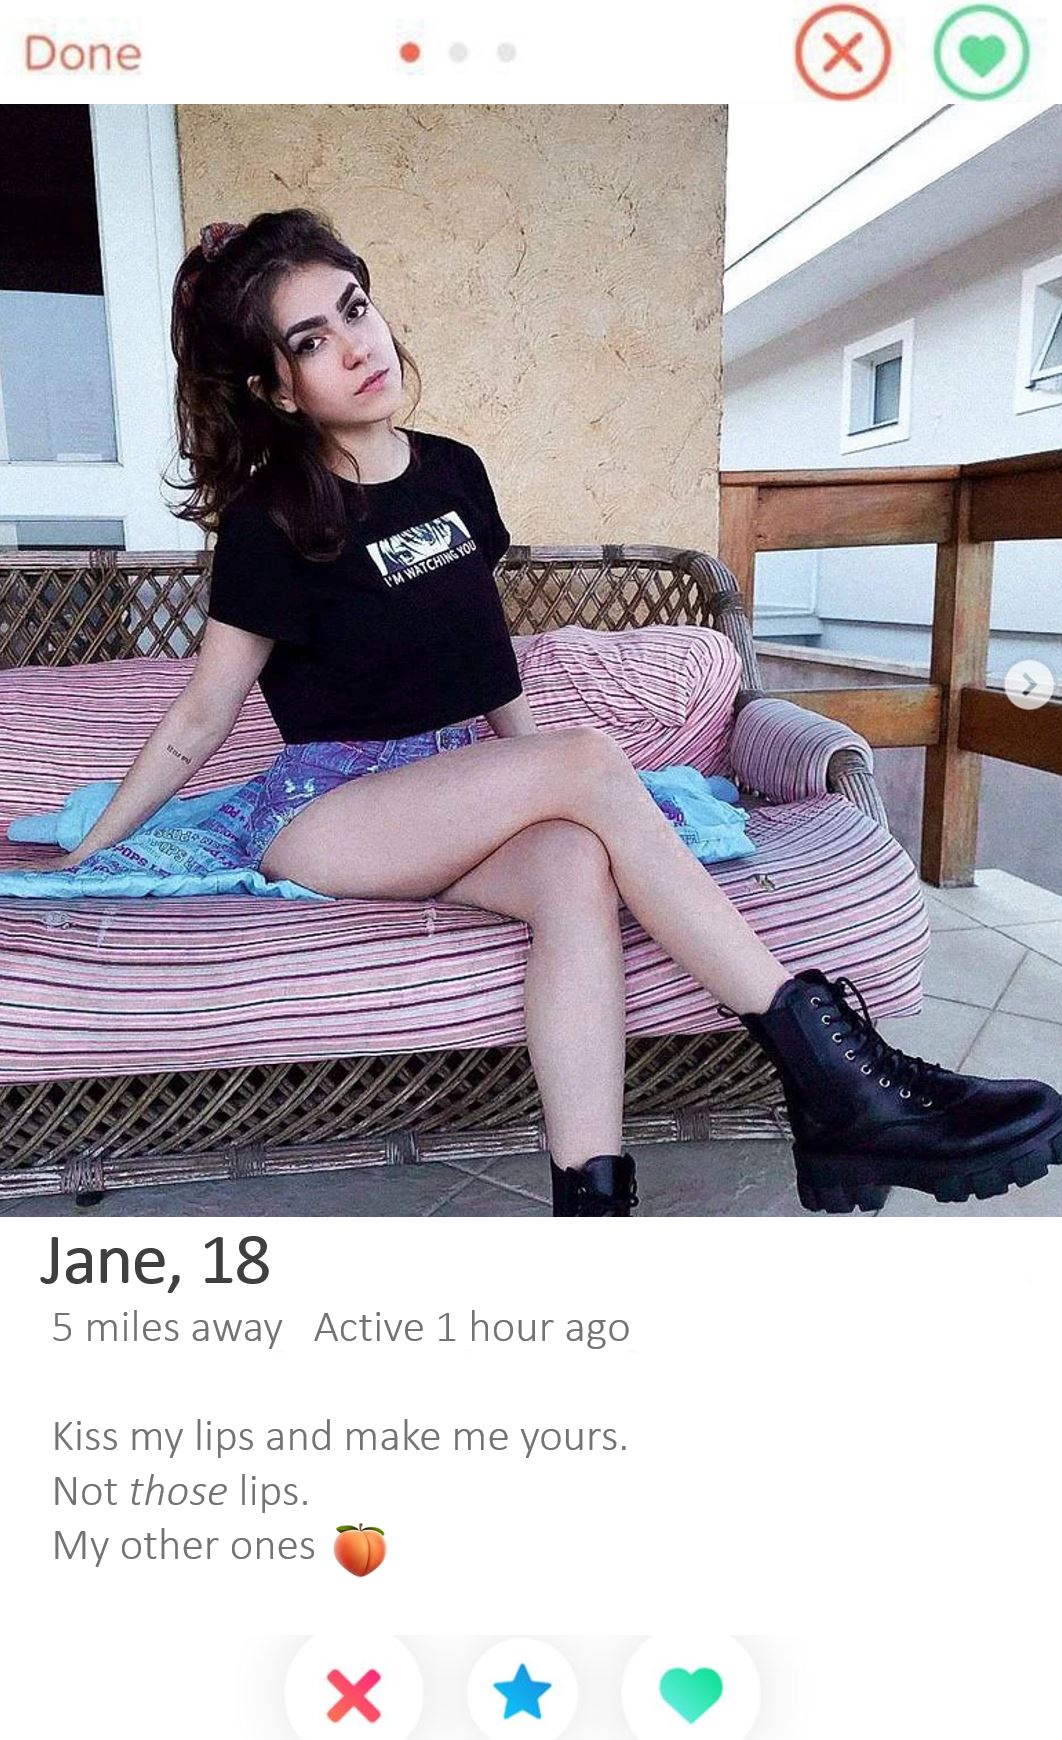 Done
I'M WATCHING YOU
Jane, 18
5 miles away Active 1 hour ago
Kiss my lips and make me yours.
Not those lips.
My other ones 🍑